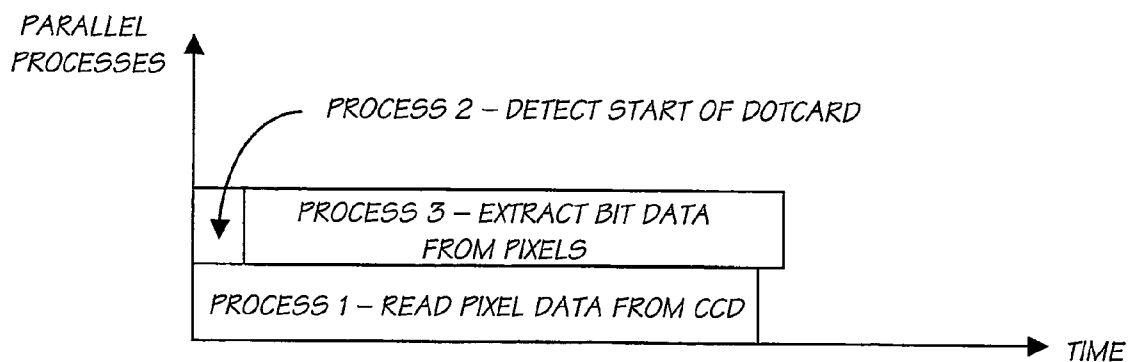 PARALLEL
PROCESSES
PROCESS 2 – DETECT START OF DOTCARD
PROCESS 3 – EXTRACT BIT DATA
FROM PIXELS
PROCESS 1 – READ PIXEL DATA FROM CCD
TIME